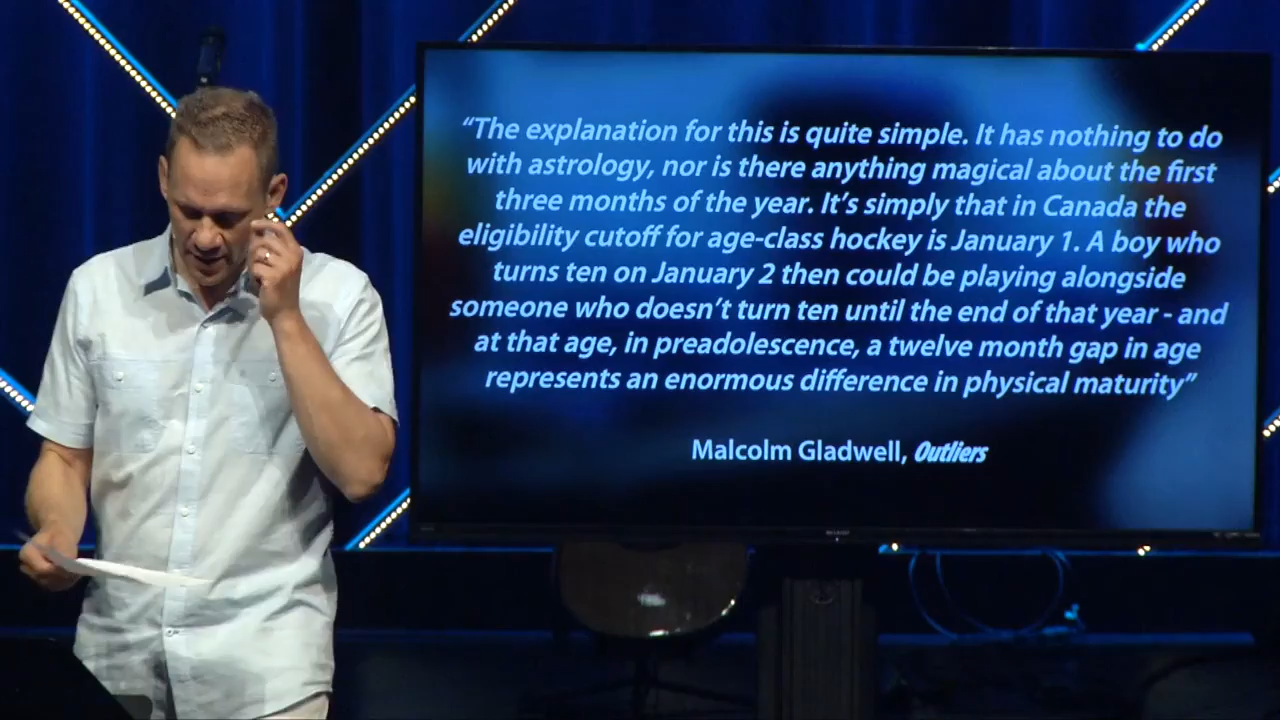 “The explanation for this is quite simple. It has nothing to do
with astrology, nor is there anything magical about the first
three months of the year. It’s simply that in Canada the
eligibility cutoff for age-class hockey is January 1. A boy who
turns ten on January 2 then could be playing alongside
someone who doesn’t turn ten until the end of that year - and
at that age, in preadolescence, a twelve month gap in age
represents an enormous difference in physical maturity”
Malcolm Gladwell, Outliers